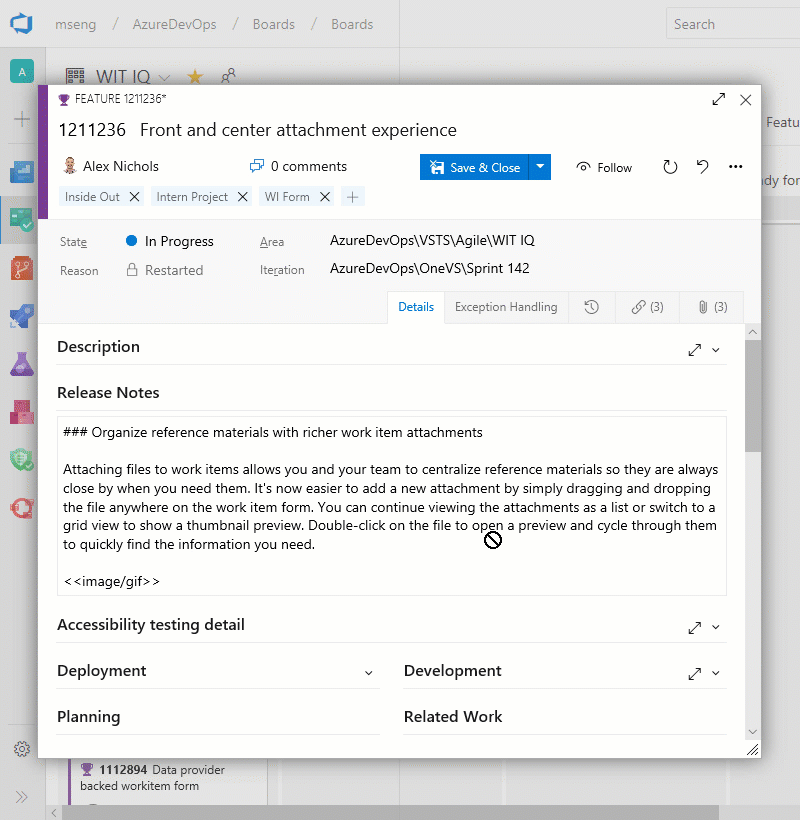 mseng / AzureDevOps / Boards / Boards
Search
A
WIT IQ
FEATURE 1211236*
1211236 Front and center attachment experience
Featu
Alex Nichols
0 comments
Save & Close
Follow
dy for
Inside Out
Intern Project
WI Form
State
In Progress
Area
AzureDevOps\VSTS\Agile\WIT IQ
Reason
Restarted
Iteration
AzureDevOps\OneVS\Sprint 142
Details
Exception Handling
(3)
(3)
Description
Release Notes
### Organize reference materials with richer work item attachments
Attaching files to work items allows you and your team to centralize reference materials so they are always
close by when you need them. It's now easier to add a new attachment by simply dragging and dropping
the file anywhere on the work item form. You can continue viewing the attachments as a list or switch to a
grid view to show a thumbnail preview. Double-click on the file to open a preview and cycle through them
to quickly find the information you need.
<<image/gif>>
Accessibility testing detail
Deployment
Development
Planning
Related Work
1112894 Data provider
backed workitem form